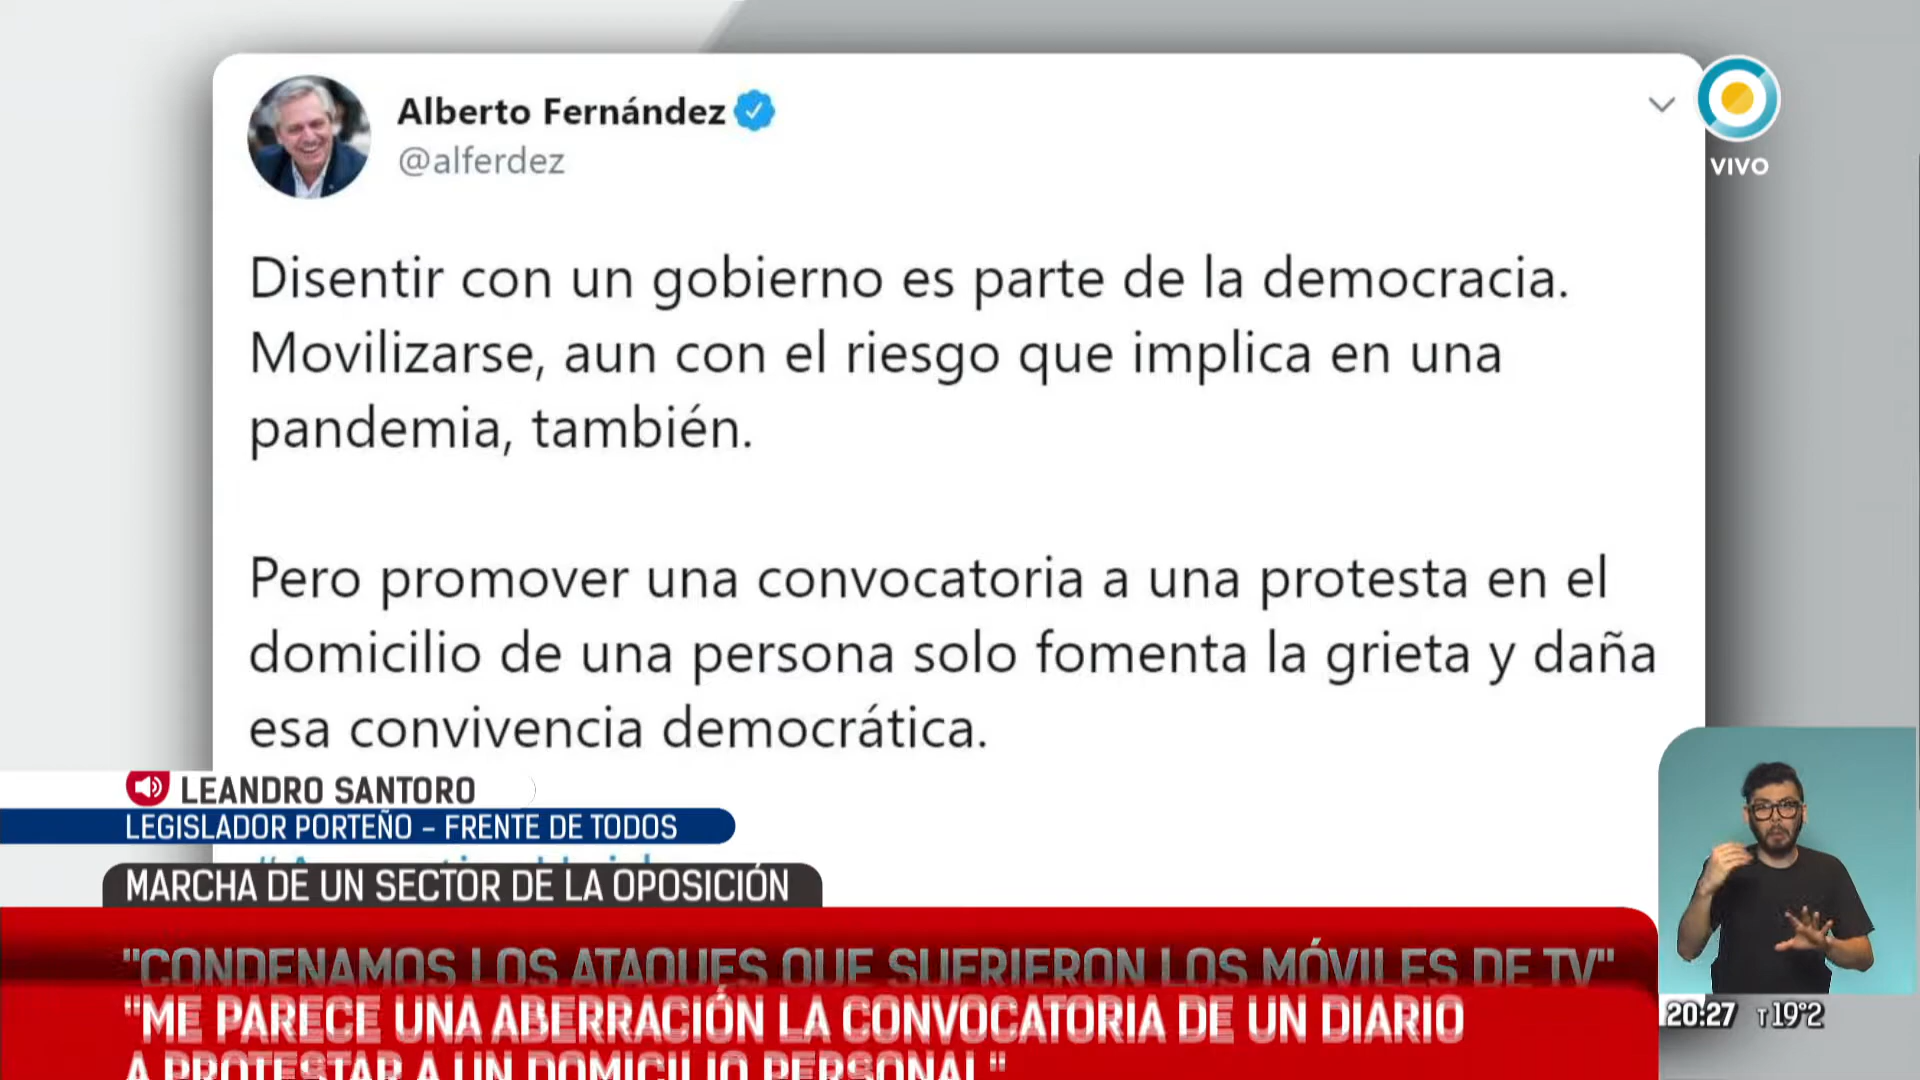 Alberto Fernández
@alferdez
VIVO
Disentir con un gobierno es parte de la democracia.
Movilizarse, aun con el riesgo que implica en una
pandemia, también.
Pero promover una convocatoria a una protesta en el
domicilio de una persona solo fomenta la grieta y daña
esa convivencia democrática.
LEANDRO SANTORO
LEGISLADOR PORTEÑO - FRENTE DE TODOS
MARCHA DE UN SECTOR DE LA OPOSICIÓN
"CONDENAMOS LOS ATAQUES QUE SUFRIERON LOS MÓVILES DE TV"
"ME PARECE UNA ABERRACIÓN LA CONVOCATORIA DE UN DIARIO
A PROTESTAR A UN DOMICILIO PERSONAL"
20:27 T 19°2